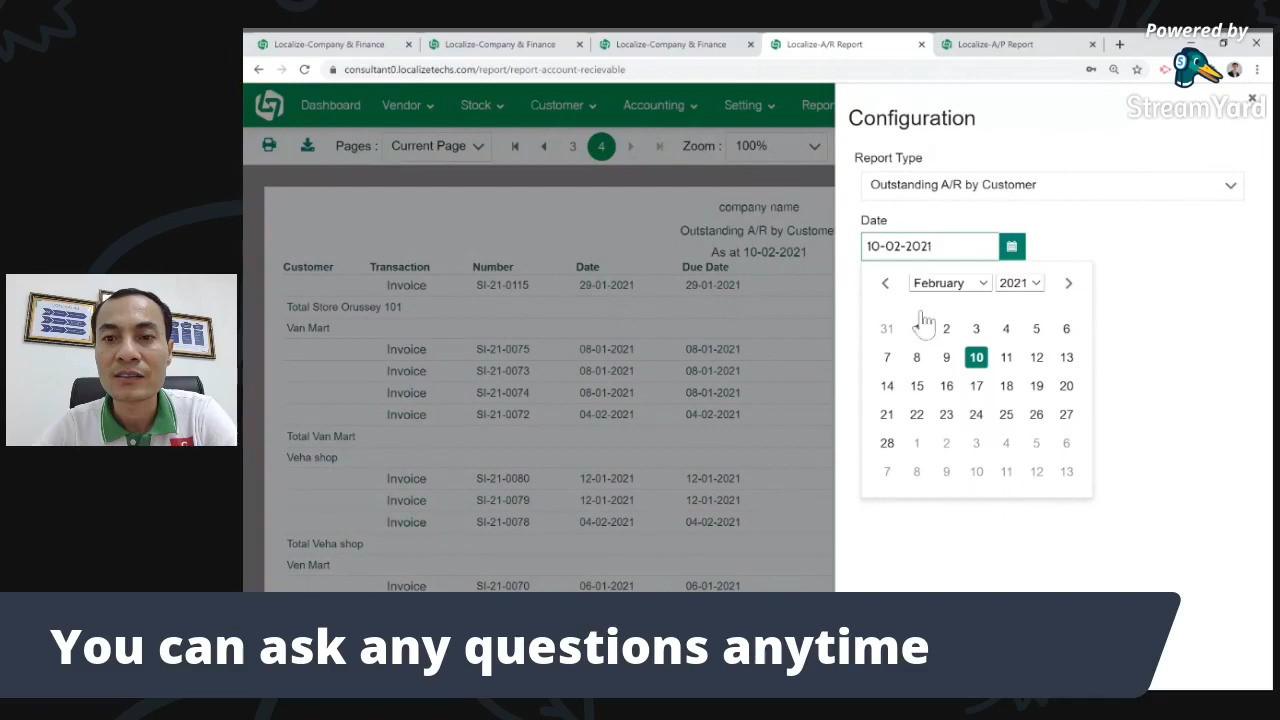 Powered by
StreamYard
Localize-Company & Finance
Localize-Company & Finance
Localize-Company & Finance
Localize-A/R Report
Localize-A/P Report
consultant0.localizetechs.com/report/report-account-recievable
Dashboard Vendor Stock Customer Accounting Setting Repor
Pages : Current Page 3 4 Zoom : 100%
company name
Outstanding A/R by Custome
As at 10-02-2021
Customer Transaction Number Date Due Date
Invoice SI-21-0115 29-01-2021 29-01-2021
Total Store Orussey 101
Van Mart
Invoice SI-21-0075 08-01-2021 08-01-2021
Invoice SI-21-0073 08-01-2021 08-01-2021
Invoice SI-21-0074 08-01-2021 08-01-2021
Invoice SI-21-0072 04-02-2021 04-02-2021
Total Van Mart
Veha shop
Invoice SI-21-0080 12-01-2021 12-01-2021
Invoice SI-21-0079 12-01-2021 12-01-2021
Invoice SI-21-0078 04-02-2021 04-02-2021
Total Veha shop
Ven Mart
Invoice SI-21-0070 06-01-2021 06-01-2021
Configuration
Report Type
Outstanding A/R by Customer
Date
10-02-2021
February 2021
31 2 3 4 5 6
7 8 9 10 11 12 13
14 15 16 17 18 19 20
21 22 23 24 25 26 27
28 1 2 3 4 5 6
7 8 9 10 11 12 13
You can ask any questions anytime